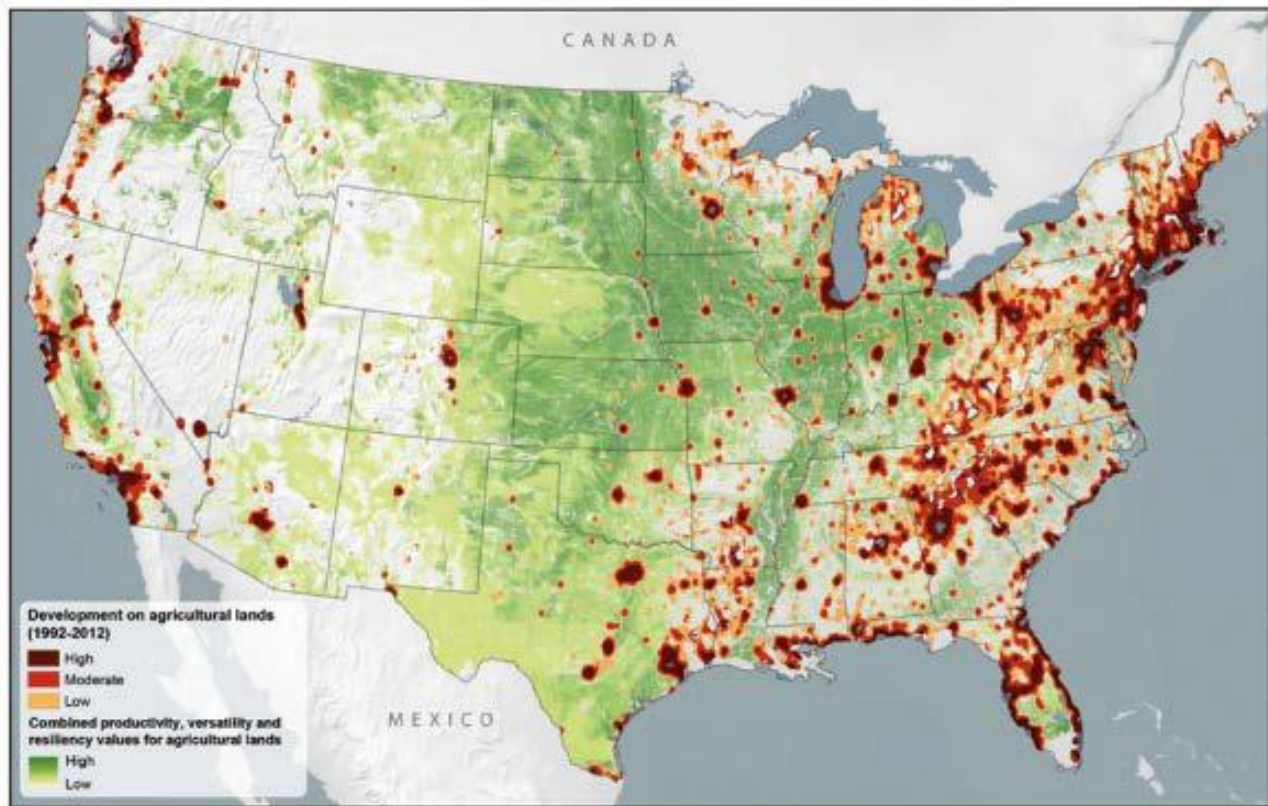 CANADA
MEXICO
Development on agricultural lands
(1992-2012)
High
Moderate
Low
Combined productivity, versatility and
resiliency values for agricultural lands
High
Low